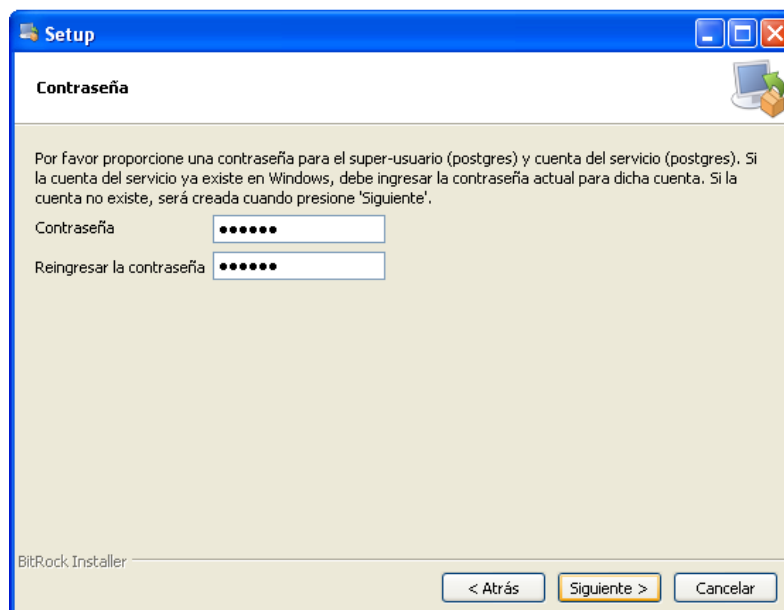 Setup
Contraseña
Por favor proporcione una contraseña para el super-usuario (postgres) y cuenta del servicio (postgres). Si
la cuenta del servicio ya existe en Windows, debe ingresar la contraseña actual para dicha cuenta. Si la
cuenta no existe, será creada cuando presione 'Siguiente'.
Contraseña ••••••
Reingresar la contraseña ••••••
BitRock Installer
< Atrás Siguiente > Cancelar